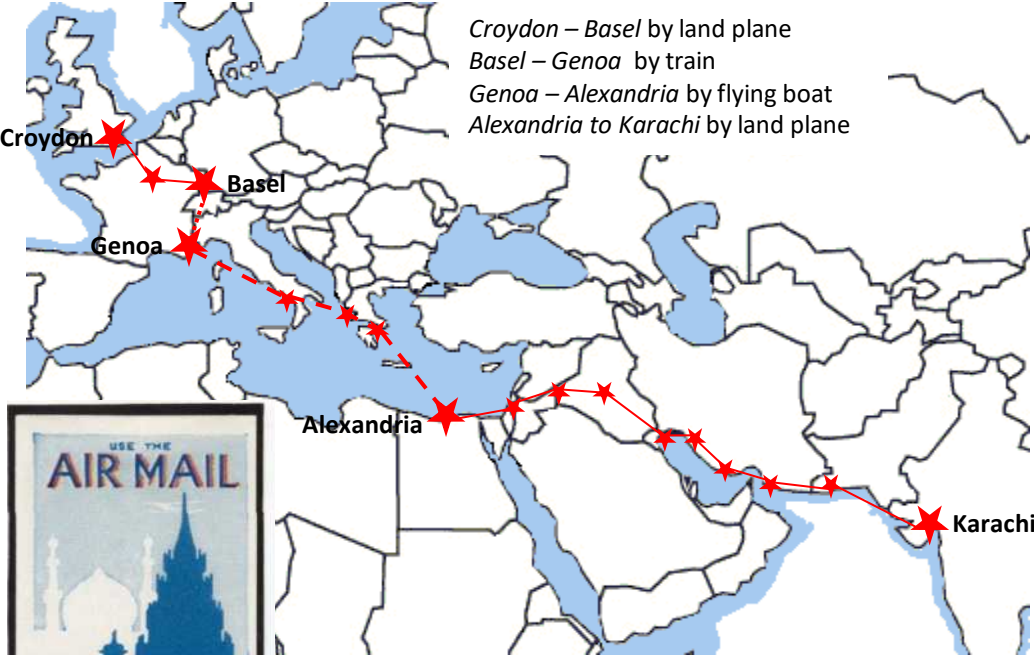 Croydon – Basel by land plane
Basel – Genoa by train
Genoa – Alexandria by flying boat
Alexandria to Karachi by land plane
Croydon
Basel
Genoa
Alexandria
Karachi
USE THE
AIR MAIL